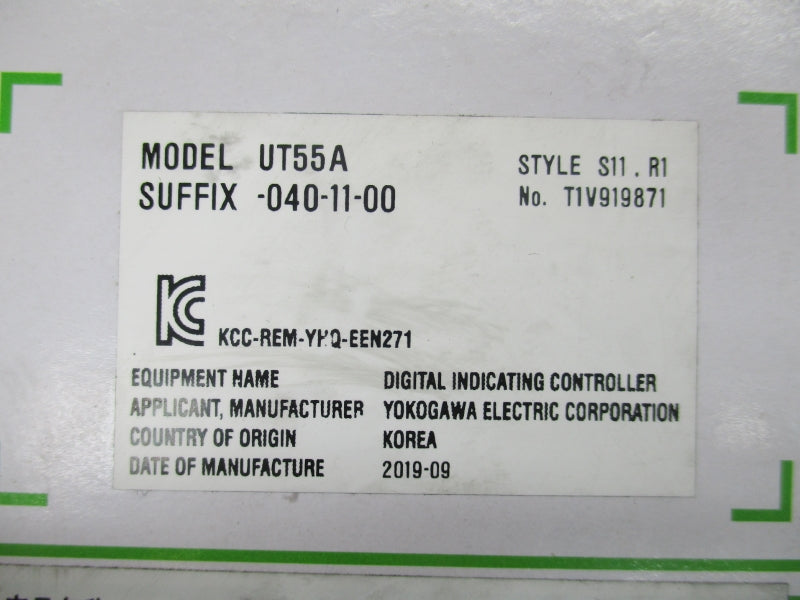 MODEL UT55A
SUFFIX -040-11-00
STYLE S11.R1
No. T1V919871
KCC-REM-YHQ-EEN271
EQUIPMENT NAME DIGITAL INDICATING CONTROLLER
APPLICANT, MANUFACTURER YOKOGAWA ELECTRIC CORPORATION
COUNTRY OF ORIGIN KOREA
DATE OF MANUFACTURE 2019-09